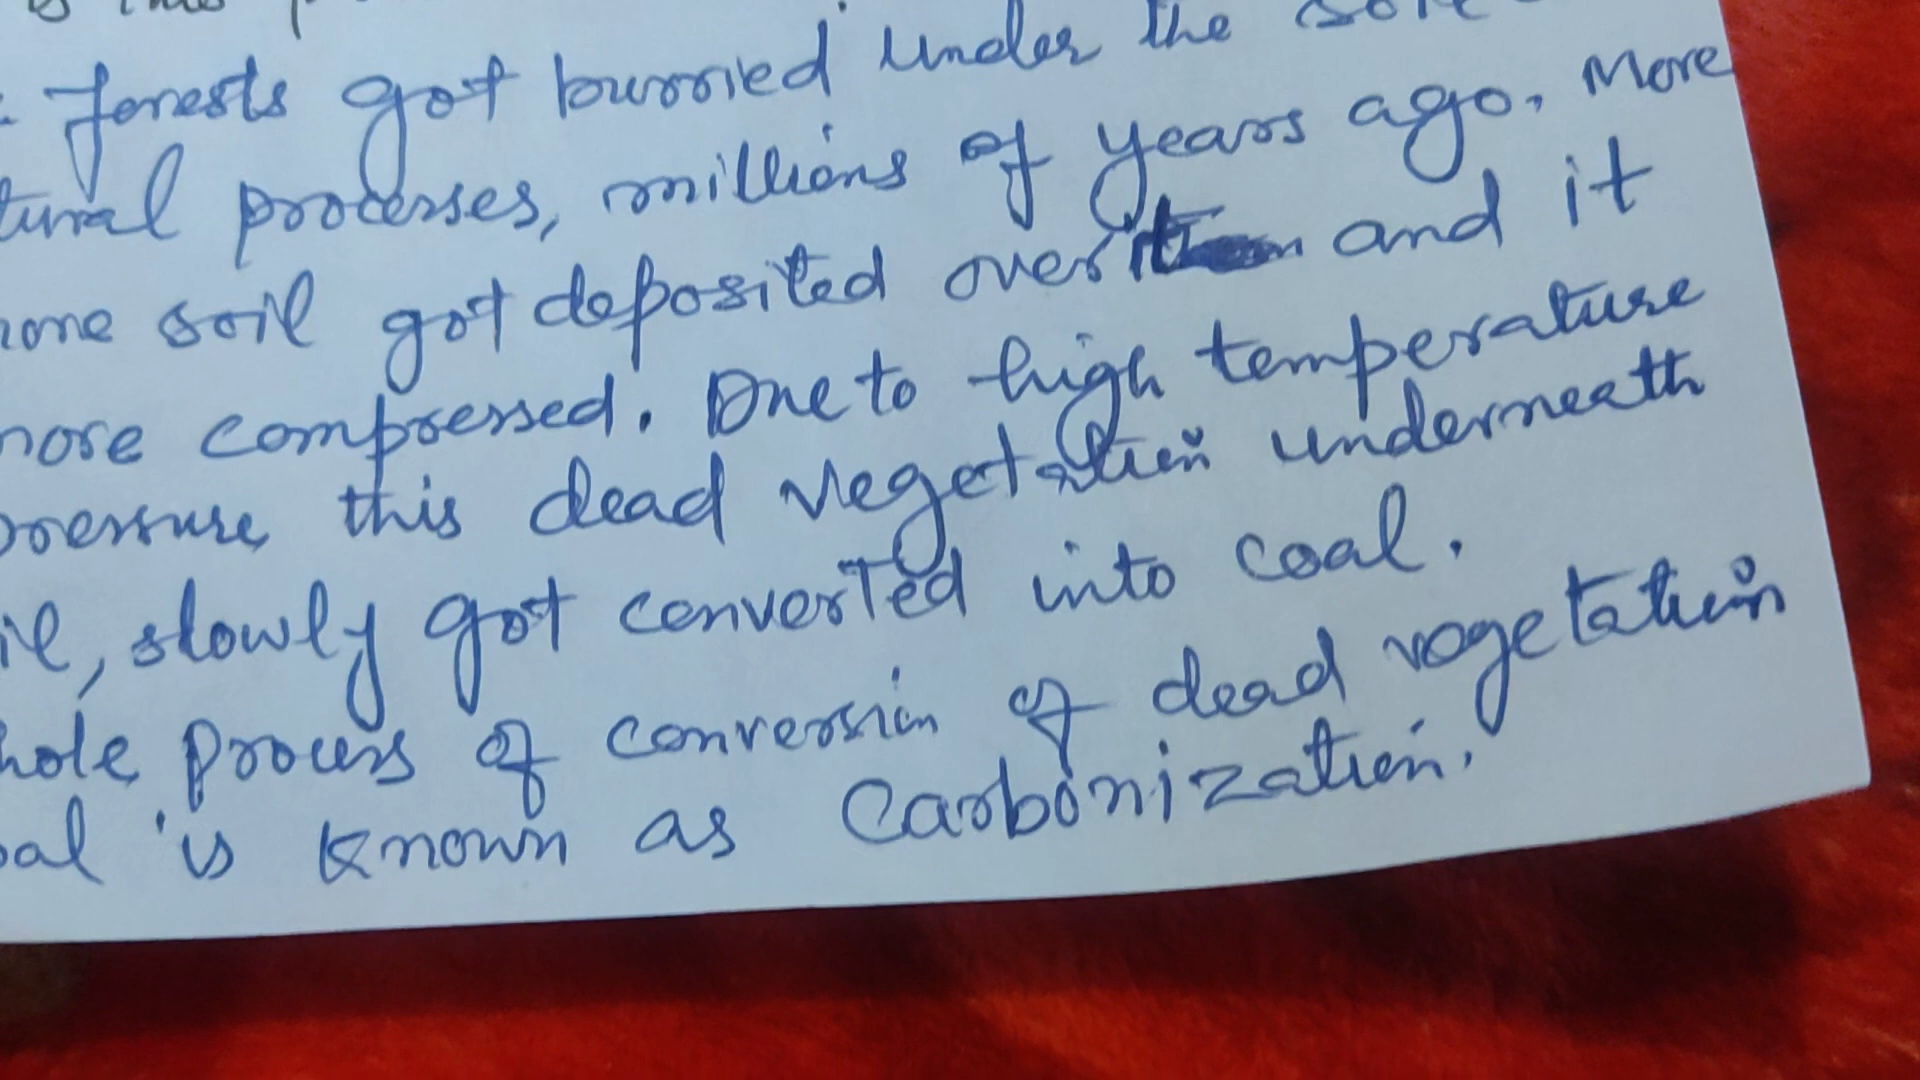 forests got burried under the
tural processes, millions of years ago. More
more soil got deposited over it and it
more compressed. Due to high temperature
pressure this dead vegetation underneath
il, slowly got converted into coal.
hole process of conversion of dead vegetation
oal is known as Carbonization.